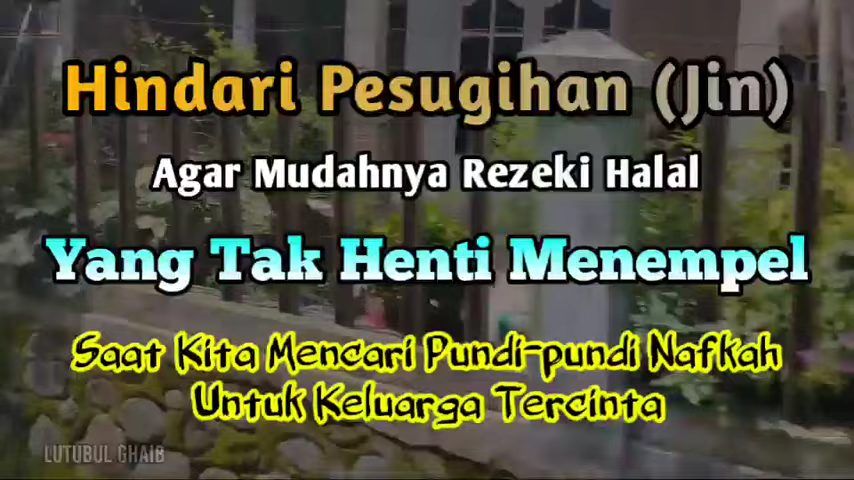 Hindari Pesugihan (Jin)
Agar Mudahnya Rezeki Halal
Yang Tak Henti Menempel
Saat Kita Mencari Pundi-pundi Nafkah
Untuk Keluarga Tercinta
LUTUBUL GHAIB